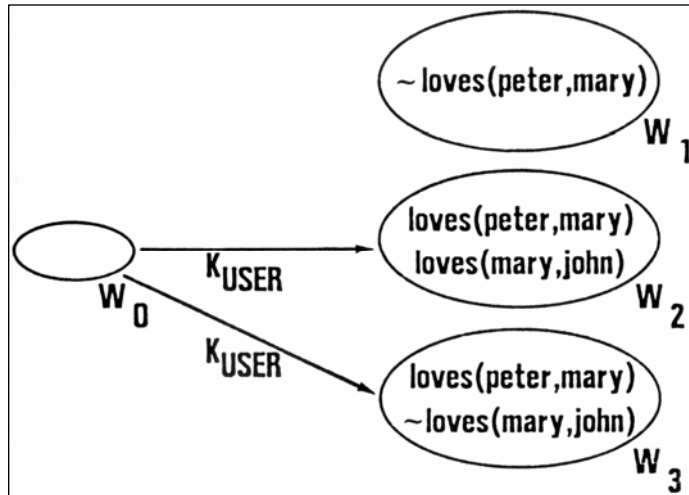 ~ loves(peter,mary)
W1
loves(peter,mary)
loves(mary,john)
W2
KUSER
W0
KUSER
loves(peter,mary)
~loves(mary,john)
W3